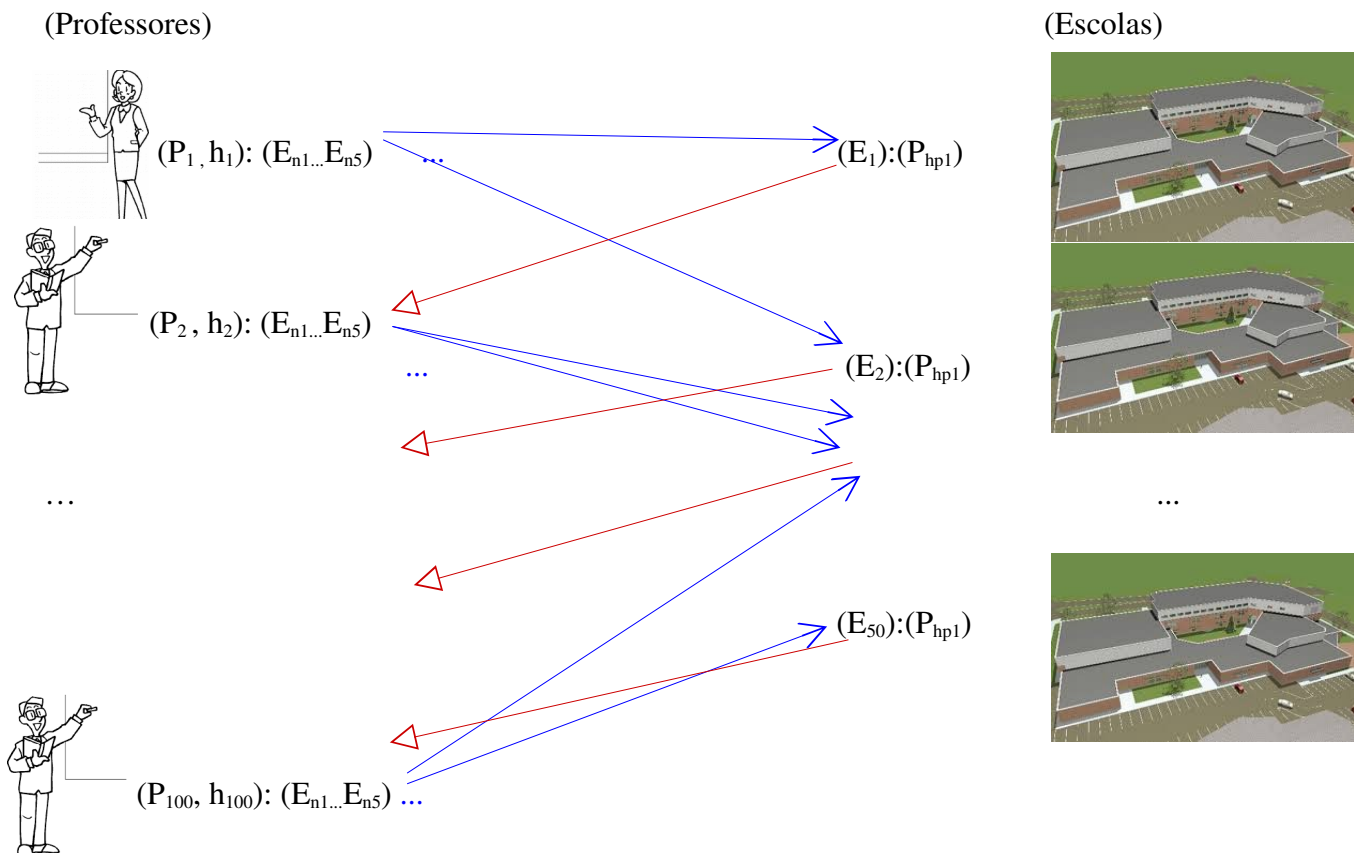 (Professores) (Escolas)
(P₁ , h₁): (Eₙ₁...Eₙ₅) ... (E₁):(Pₕₚ₁)
(P₂ , h₂): (Eₙ₁...Eₙ₅)
... (E₂):(Pₕₚ₁)
... ...
(E₅₀):(Pₕₚ₁)
(P₁₀₀, h₁₀₀): (Eₙ₁...Eₙ₅) ...